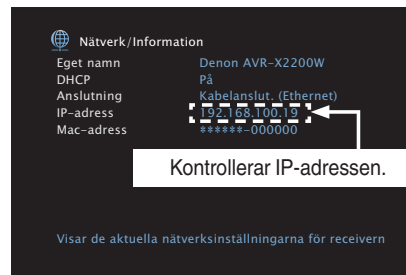 Nätverk/Information
Eget namn Denon AVR-X2200W
DHCP På
Anslutning Kabelanslut. (Ethernet)
IP-adress 192.168.100.19
Mac-adress ******-000000
Kontrollerar IP-adressen.
Visar de aktuella nätverksinställningarna för receivern